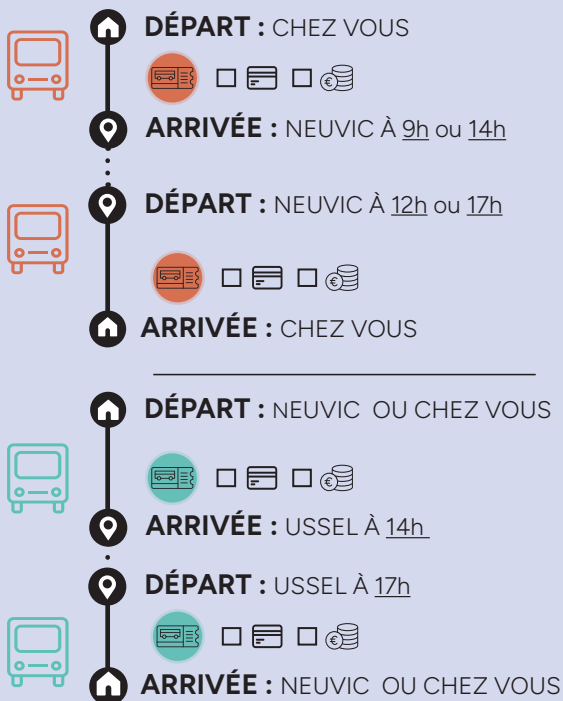 DÉPART : CHEZ VOUS
€
ARRIVÉE : NEUVIC À 9h ou 14h
DÉPART : NEUVIC À 12h ou 17h
€
ARRIVÉE : CHEZ VOUS
DÉPART : NEUVIC OU CHEZ VOUS
€
ARRIVÉE : USSEL À 14h
DÉPART : USSEL À 17h
€
ARRIVÉE : NEUVIC OU CHEZ VOUS